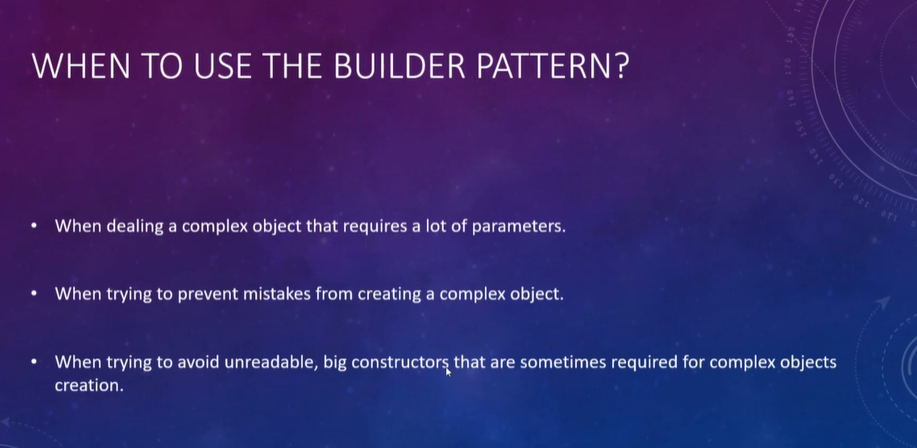 WHEN TO USE THE BUILDER PATTERN?
• When dealing a complex object that requires a lot of parameters.
• When trying to prevent mistakes from creating a complex object.
• When trying to avoid unreadable, big constructors that are sometimes required for complex objects
creation.